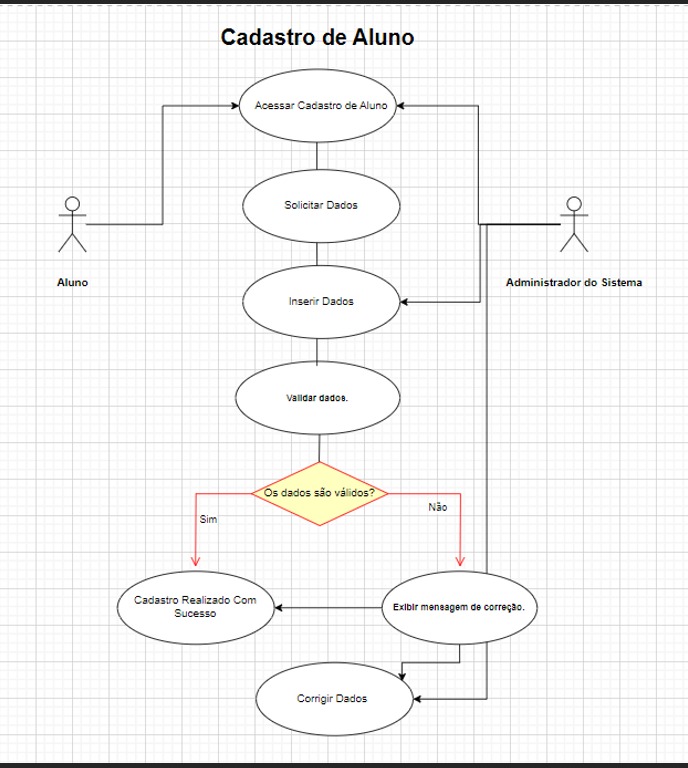 Cadastro de Aluno
Acessar Cadastro de Aluno
Solicitar Dados
Aluno
Administrador do Sistema
Inserir Dados
Validar dados.
Os dados são válidos?
Sim
Não
Cadastro Realizado Com
Sucesso
Exibir mensagem de correção.
Corrigir Dados